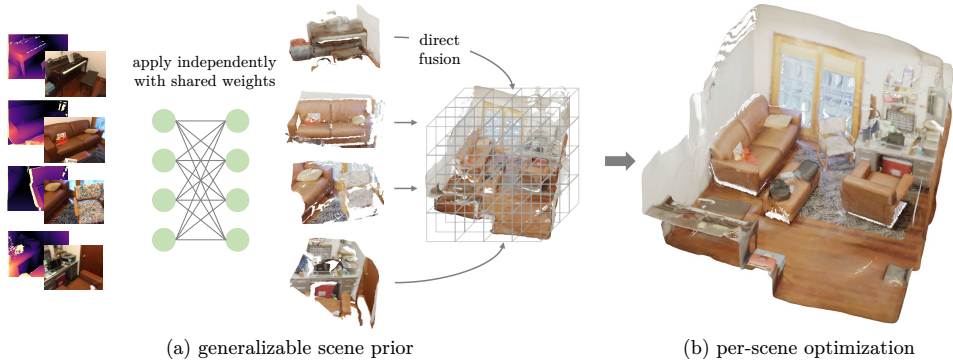 apply independently
with shared weights
direct
fusion
(a) generalizable scene prior
(b) per-scene optimization